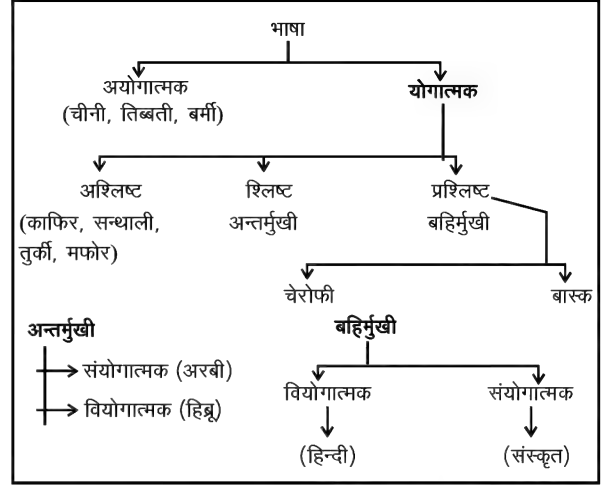 भाषा
अयोगात्मक
(चीनी, तिब्बती, बर्मी)
योगात्मक
अश्लिष्ट
(काफिर, सन्थाली,
तुर्की, मफोर)
श्लिष्ट
अन्तर्मुखी
प्रश्लिष्ट
बहिर्मुखी
चेरोफी
बास्क
अन्तर्मुखी
संयोगात्मक (अरबी)
वियोगात्मक (हिब्रू)
बहिर्मुखी
वियोगात्मक
(हिन्दी)
संयोगात्मक
(संस्कृत)